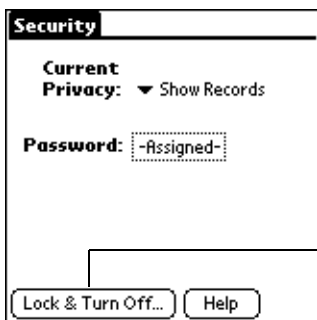 Security
Current
Privacy: Show Records
Password: -Assigned-
Lock & Turn Off... Help